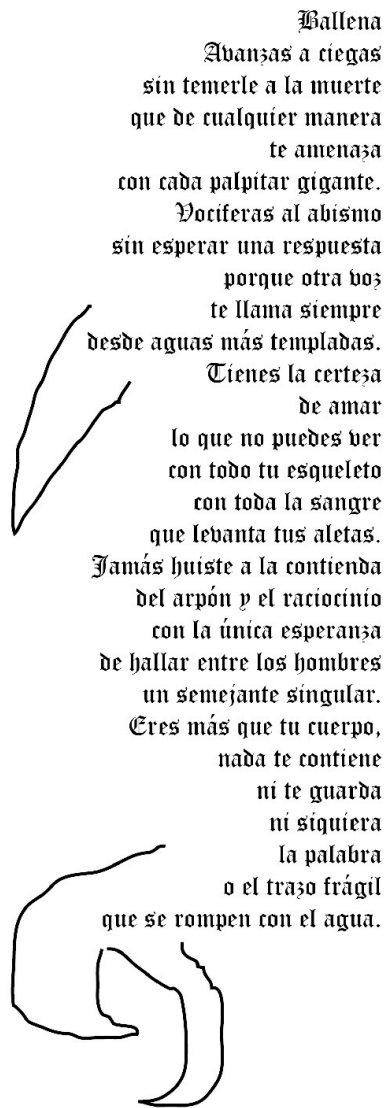 Ballena
Avanzas a ciegas
sin temerle a la muerte
que de cualquier manera
te amenaza
con cada palpitar gigante.
Vociferas al abismo
sin esperar una respuesta
porque otra voz
te llama siempre
desde aguas más templadas.
Tienes la certeza
de amar
lo que no puedes ver
con todo tu esqueleto
con toda la sangre
que levanta tus aletas.
Jamás huiste a la contienda
del arpón y el raciocinio
con la única esperanza
de hallar entre los hombres
un semejante singular.
Eres más que tu cuerpo,
nada te contiene
ni te guarda
ni siquiera
la palabra
o el trazo frágil
que se rompen con el agua.